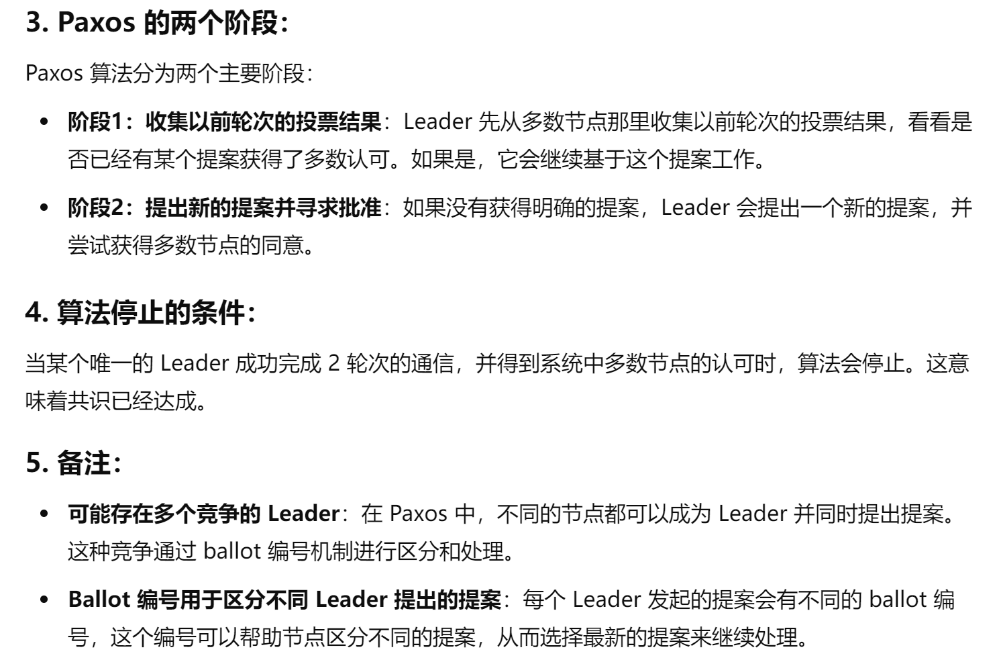 3. Paxos 的两个阶段：
Paxos 算法分为两个主要阶段：
• 阶段1：收集以前轮次的投票结果：Leader 先从多数节点那里收集以前轮次的投票结果，看看是
否已经有某个提案获得了多数认可。如果是，它会继续基于这个提案工作。
• 阶段2：提出新的提案并寻求批准：如果没有获得明确的提案，Leader 会提出一个新的提案，并
尝试获得多数节点的同意。
4. 算法停止的条件：
当某个唯一的 Leader 成功完成 2 轮次的通信，并得到系统中多数节点的认可时，算法会停止。这意
味着共识已经达成。
5. 备注：
• 可能存在多个竞争的 Leader：在 Paxos 中，不同的节点都可以成为 Leader 并同时提出提案。
这种竞争通过 ballot 编号机制进行区分和处理。
• Ballot 编号用于区分不同 Leader 提出的提案：每个 Leader 发起的提案会有不同的 ballot 编
号，这个编号可以帮助节点区分不同的提案，从而选择最新的提案来继续处理。